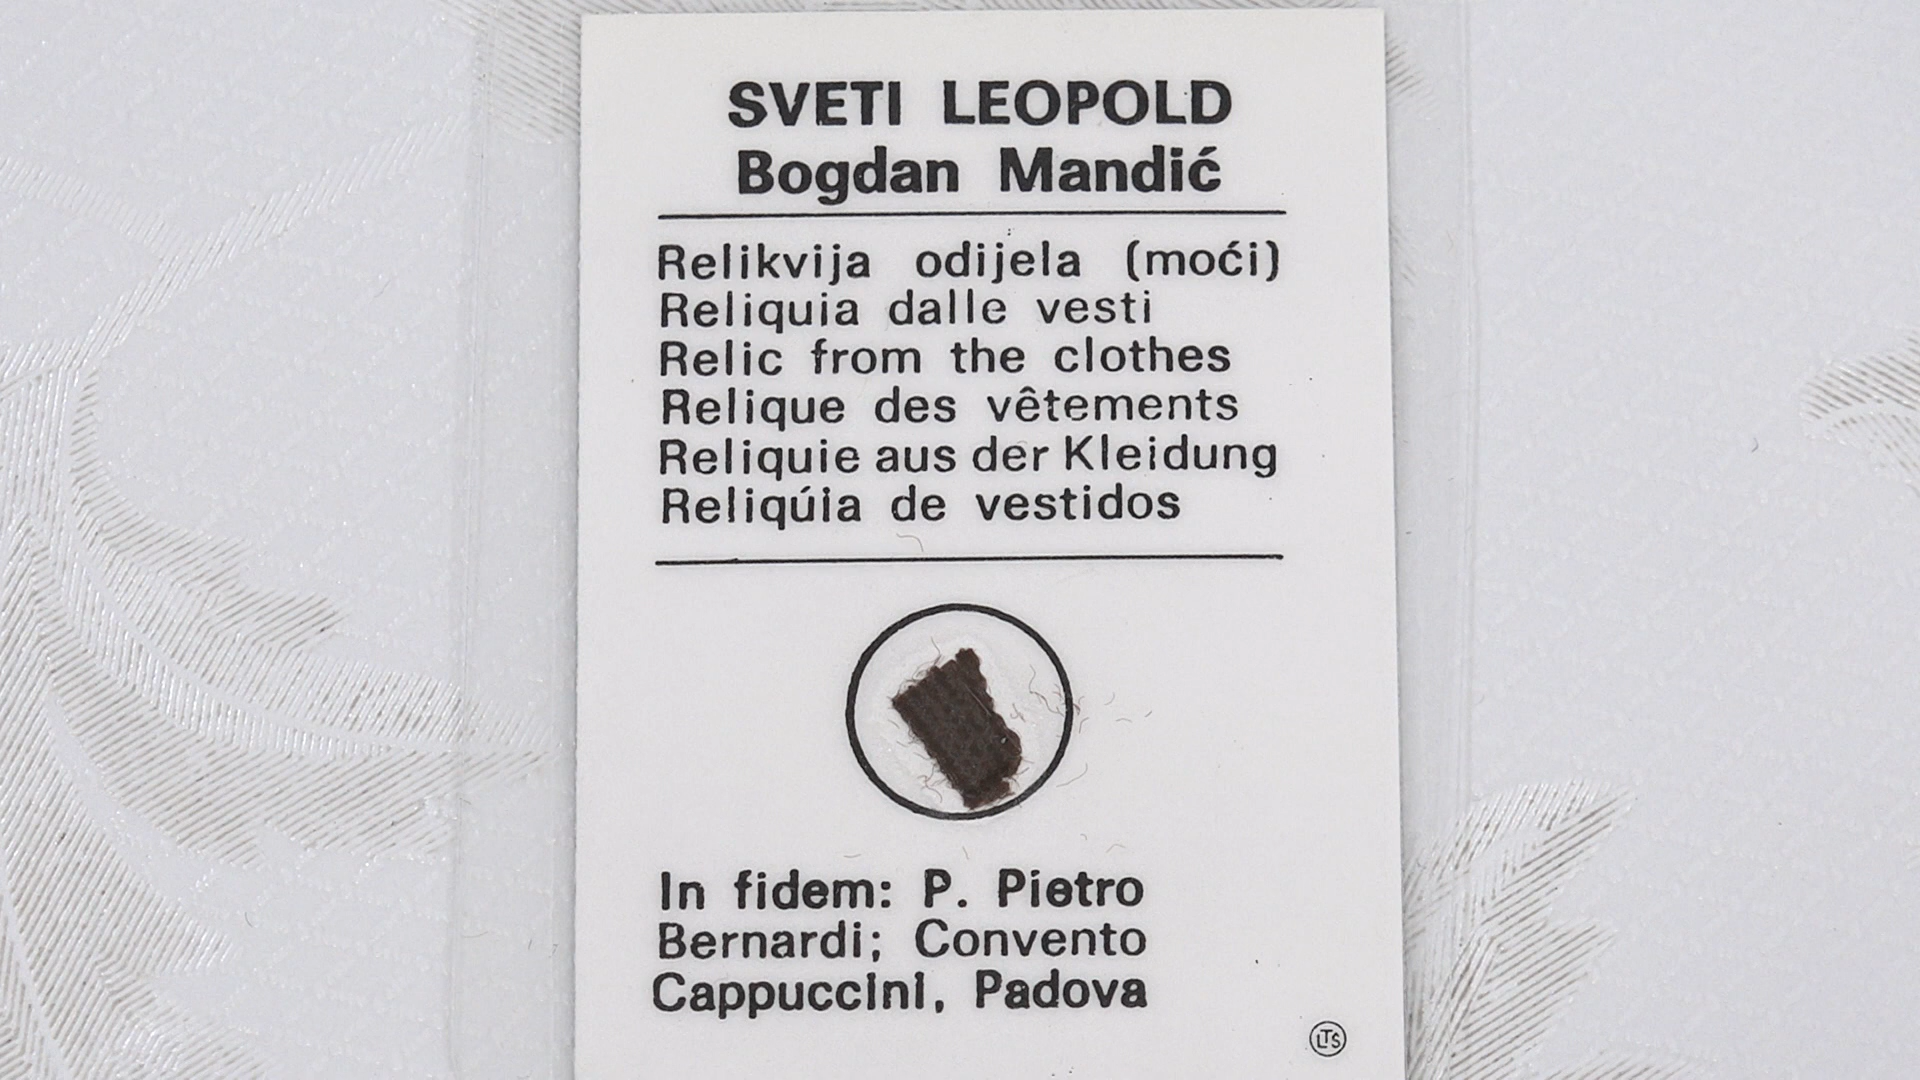 SVETI LEOPOLD
Bogdan Mandić
Relikvija odijela (moći)
Reliquia dalle vesti
Relic from the clothes
Relique des vêtements
Reliquie aus der Kleidung
Reliqúia de vestidos
In fidem: P. Pietro
Bernardi; Convento
Cappuccini, Padova
LTS